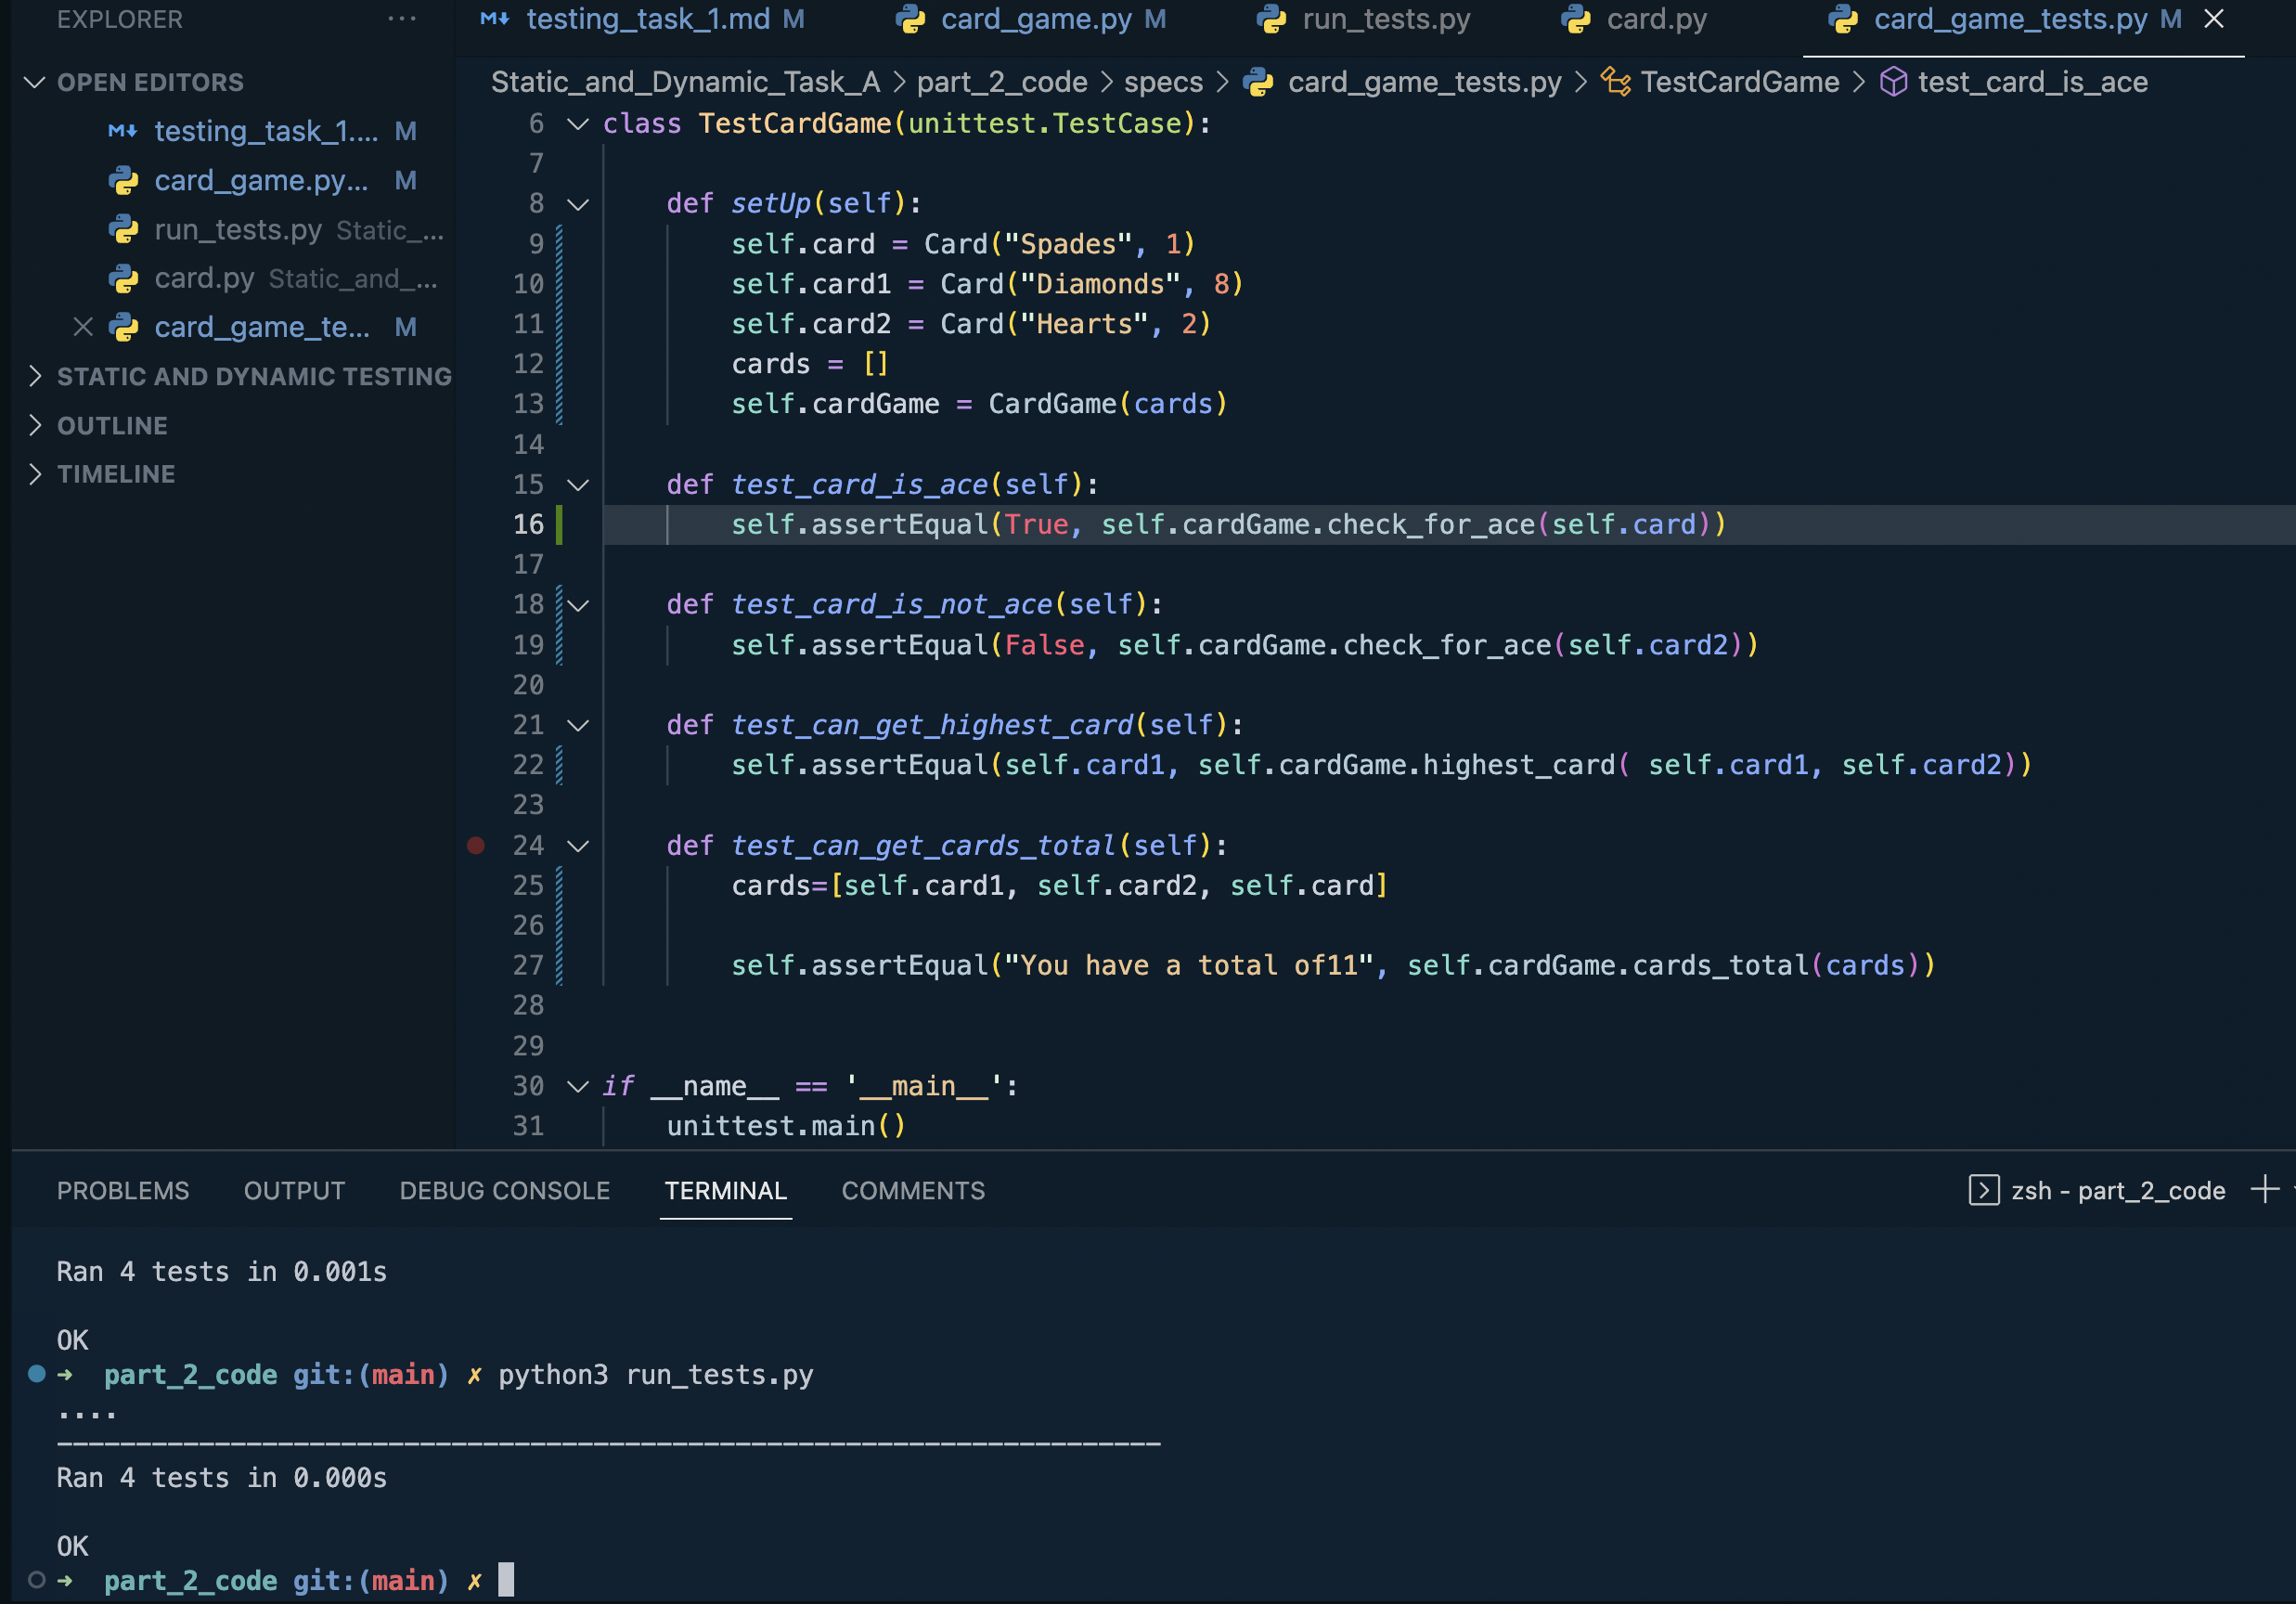 EXPLORER ...
testing_task_1.md M card_game.py M run_tests.py card.py card_game_tests.py M
OPEN EDITORS
testing_task_1.... M
card_game.py... M
run_tests.py Static_...
card.py Static_and_...
card_game_te... M
STATIC AND DYNAMIC TESTING
OUTLINE
TIMELINE
Static_and_Dynamic_Task_A > part_2_code > specs > card_game_tests.py > TestCardGame > test_card_is_ace
6 class TestCardGame(unittest.TestCase):
7
8 def setUp(self):
9 self.card = Card("Spades", 1)
10 self.card1 = Card("Diamonds", 8)
11 self.card2 = Card("Hearts", 2)
12 cards = []
13 self.cardGame = CardGame(cards)
14
15 def test_card_is_ace(self):
16 self.assertEqual(True, self.cardGame.check_for_ace(self.card))
17
18 def test_card_is_not_ace(self):
19 self.assertEqual(False, self.cardGame.check_for_ace(self.card2))
20
21 def test_can_get_highest_card(self):
22 self.assertEqual(self.card1, self.cardGame.highest_card( self.card1, self.card2))
23
24 def test_can_get_cards_total(self):
25 cards=[self.card1, self.card2, self.card]
26
27 self.assertEqual("You have a total of11", self.cardGame.cards_total(cards))
28
29
30 if __name__ == '__main__':
31 unittest.main()
PROBLEMS OUTPUT DEBUG CONSOLE TERMINAL COMMENTS
zsh - part_2_code
Ran 4 tests in 0.001s
OK
➜ part_2_code git:(main) ✗ python3 run_tests.py
....
----------------------------------------------------------------------
Ran 4 tests in 0.000s
OK
➜ part_2_code git:(main) ✗